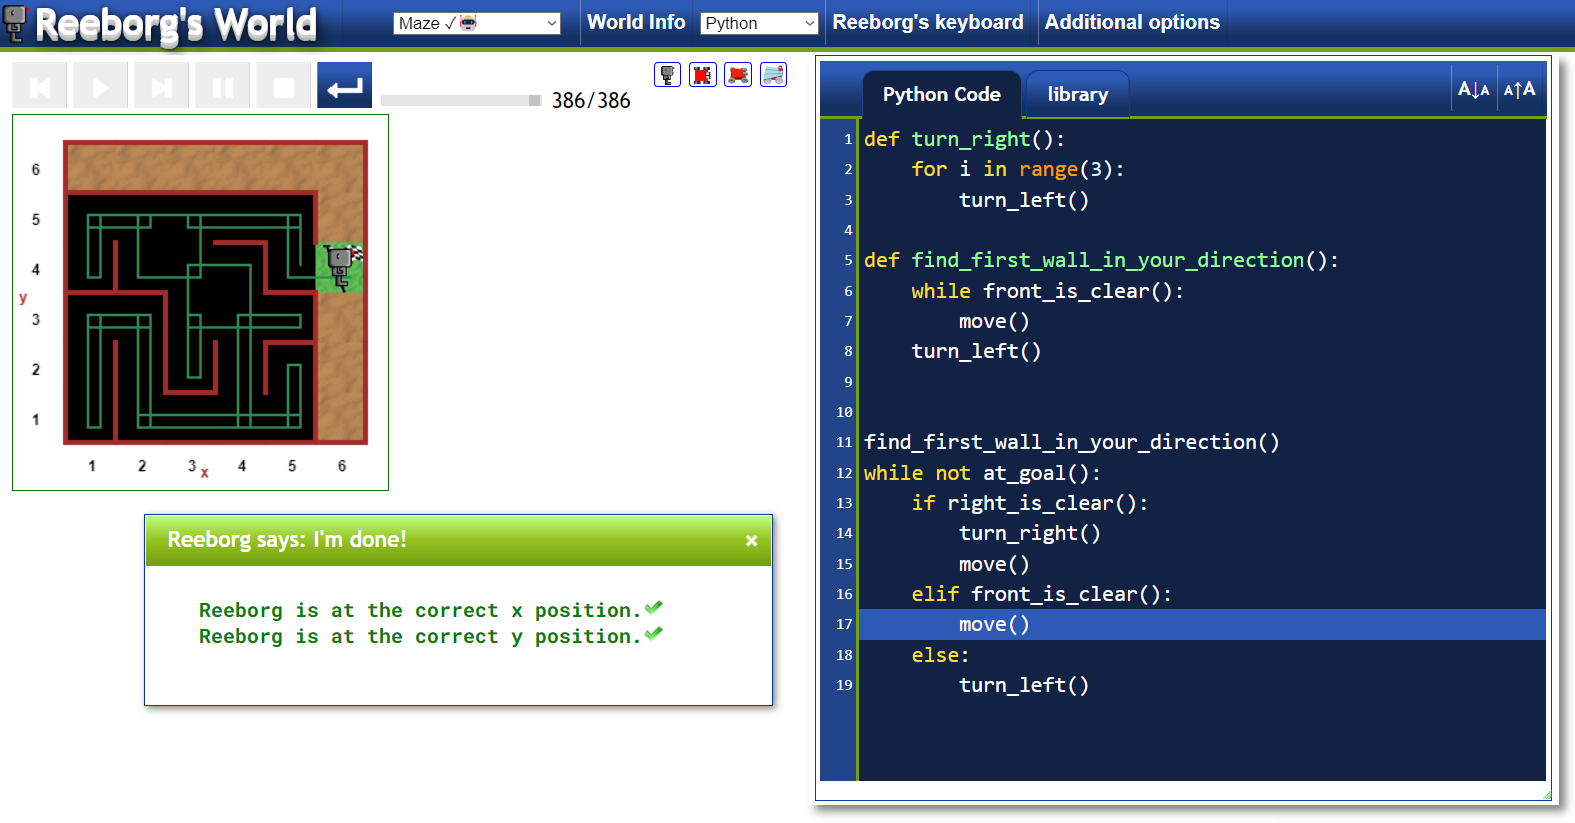 Reeborg's World
Maze ✓ 🤖
World Info
Python
Reeborg's keyboard
Additional options
386/386
6
5
4
y
3
2
1
1 2 3 x 4 5 6
Reeborg says: I'm done!
×
Reeborg is at the correct x position.✔
Reeborg is at the correct y position.✔
Python Code
library
A↓A
A↑A
1 def turn_right():
2     for i in range(3):
3         turn_left()
4
5 def find_first_wall_in_your_direction():
6     while front_is_clear():
7         move()
8     turn_left()
9
10
11 find_first_wall_in_your_direction()
12 while not at_goal():
13     if right_is_clear():
14         turn_right()
15         move()
16     elif front_is_clear():
17         move()
18     else:
19         turn_left()